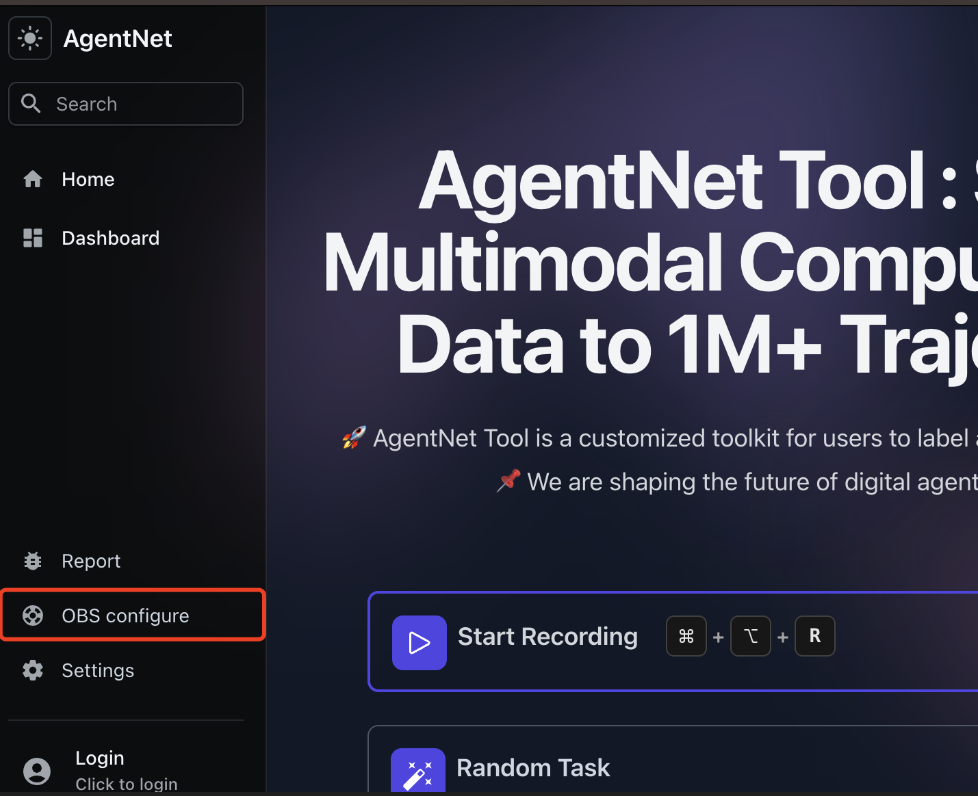 AgentNet
Search
Home
Dashboard
Report
OBS configure
Settings
Login
Click to login
AgentNet Tool :
Multimodal Compu
Data to 1M+ Traj
🚀 AgentNet Tool is a customized toolkit for users to label
📌 We are shaping the future of digital agent
Start Recording ⌘ + ⌥ + R
Random Task